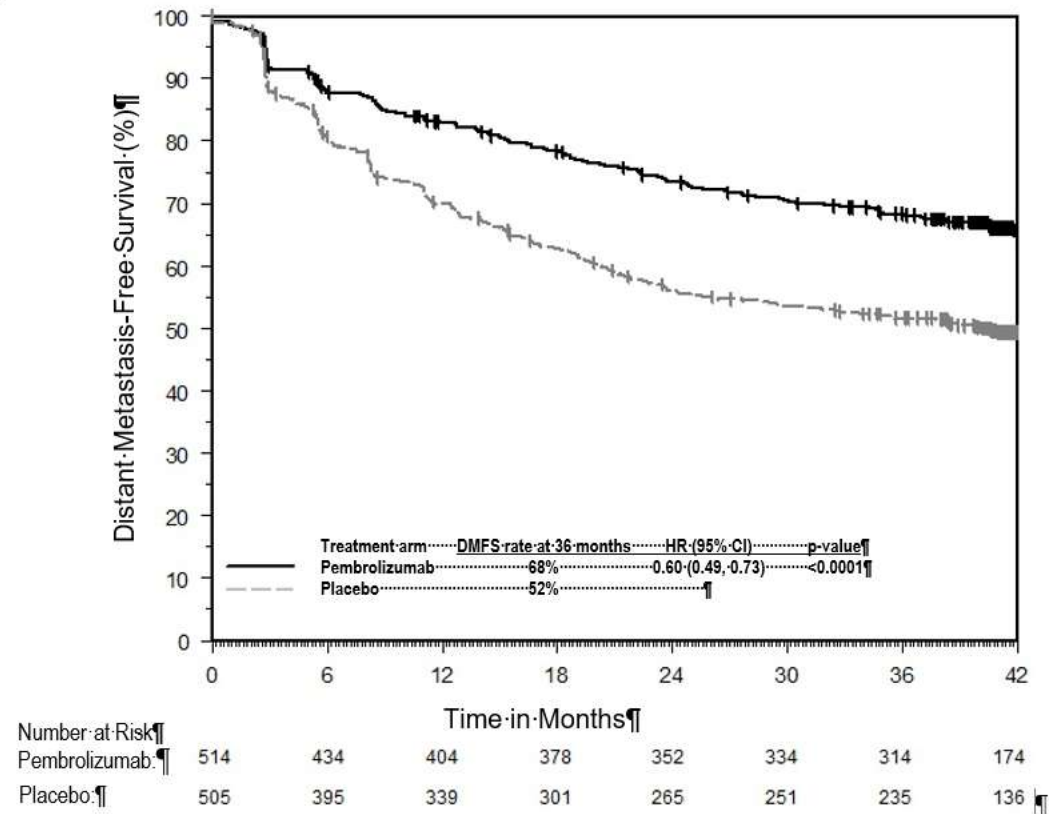 Distant·Metastasis-Free·Survival·(%)¶
100
90
80
70
60
50
40
30
20
10
0
Treatment·arm······DMFS·rate·at·36·months······HR·(95%·CI)···········p-value¶
Pembrolizumab·······················68%·······················0.60·(0.49,·0.73)··········<0.0001¶
Placebo····································52%···································¶
0 6 12 18 24 30 36 42
Time·in·Months¶
Number·at·Risk¶
Pembrolizumab:¶ 514 434 404 378 352 334 314 174
Placebo:¶ 505 395 339 301 265 251 235 136 ¶